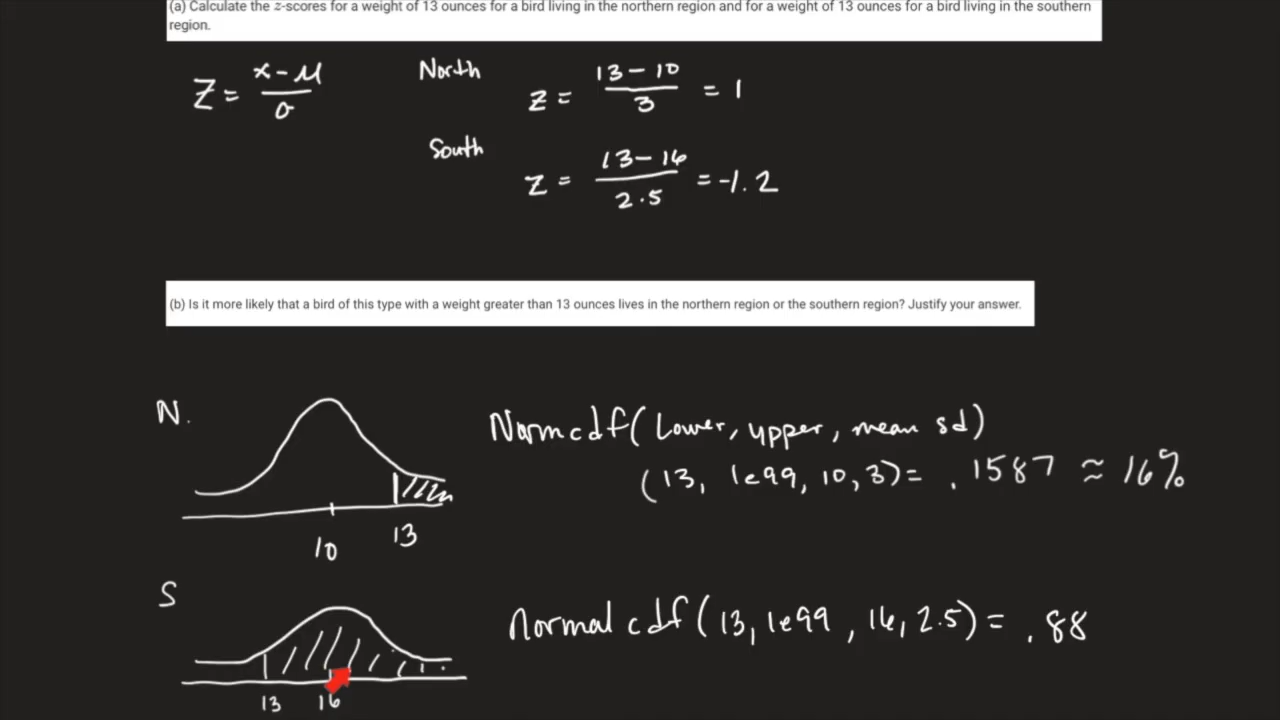 (a) Calculate the z-scores for a weight of 13 ounces for a bird living in the northern region and for a weight of 13 ounces for a bird living in the southern
region.
Z = (x - μ)/σ
North
z = (13 - 10)/3 = 1
South
z = (13 - 16)/2.5 = -1.2
(b) Is it more likely that a bird of this type with a weight greater than 13 ounces lives in the northern region or the southern region? Justify your answer.
N.
10
13
Normcdf(Lower, upper, mean sd)
(13, 1e99, 10, 3) = .1587 ≈ 16%
S
13
16
normal cdf(13, 1e99, 16, 2.5) = .88